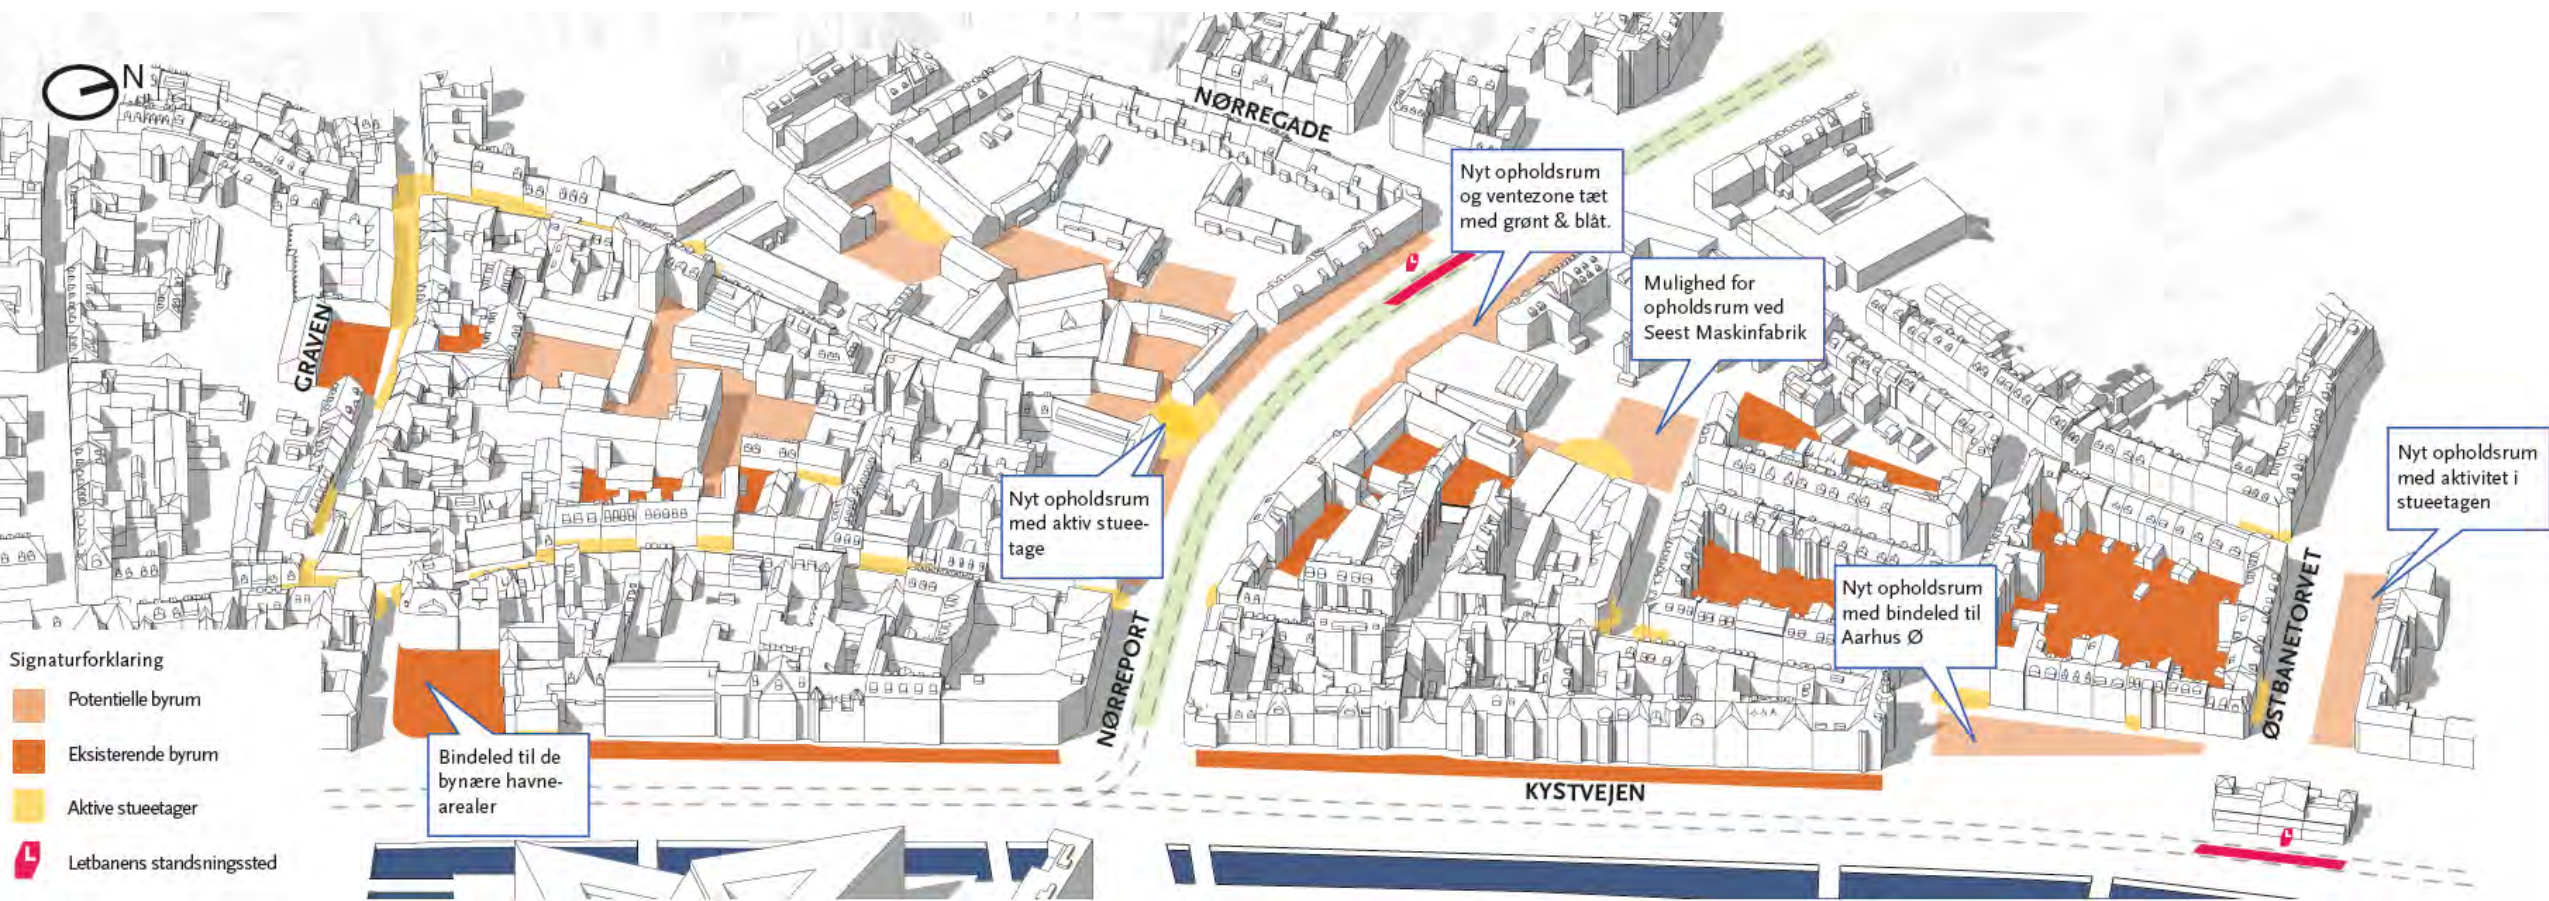 N
NØRREGADE
Nyt opholdsrum
og ventezone tæt
med grønt & blåt.
Mulighed for
opholdsrum ved
Seest Maskinfabrik
GRAVEN
Nyt opholdsrum
med aktivitet i
stueetagen
Nyt opholdsrum
med aktiv stuee-
tage
Nyt opholdsrum
med bindeled til
Aarhus Ø
ØSTBANETORVET
NØRREPORT
Signaturforklaring
Potentielle byrum
Eksisterende byrum
Aktive stueetager
Letbanens standsningssted
Bindeled til de
bynære havne-
arealer
KYSTVEJEN